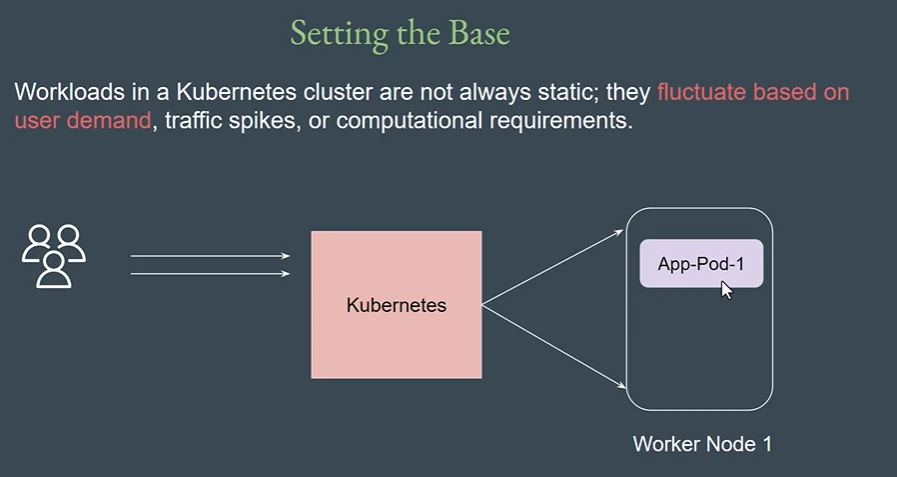 Setting the Base
Workloads in a Kubernetes cluster are not always static; they fluctuate based on
user demand, traffic spikes, or computational requirements.
Kubernetes
App-Pod-1
Worker Node 1